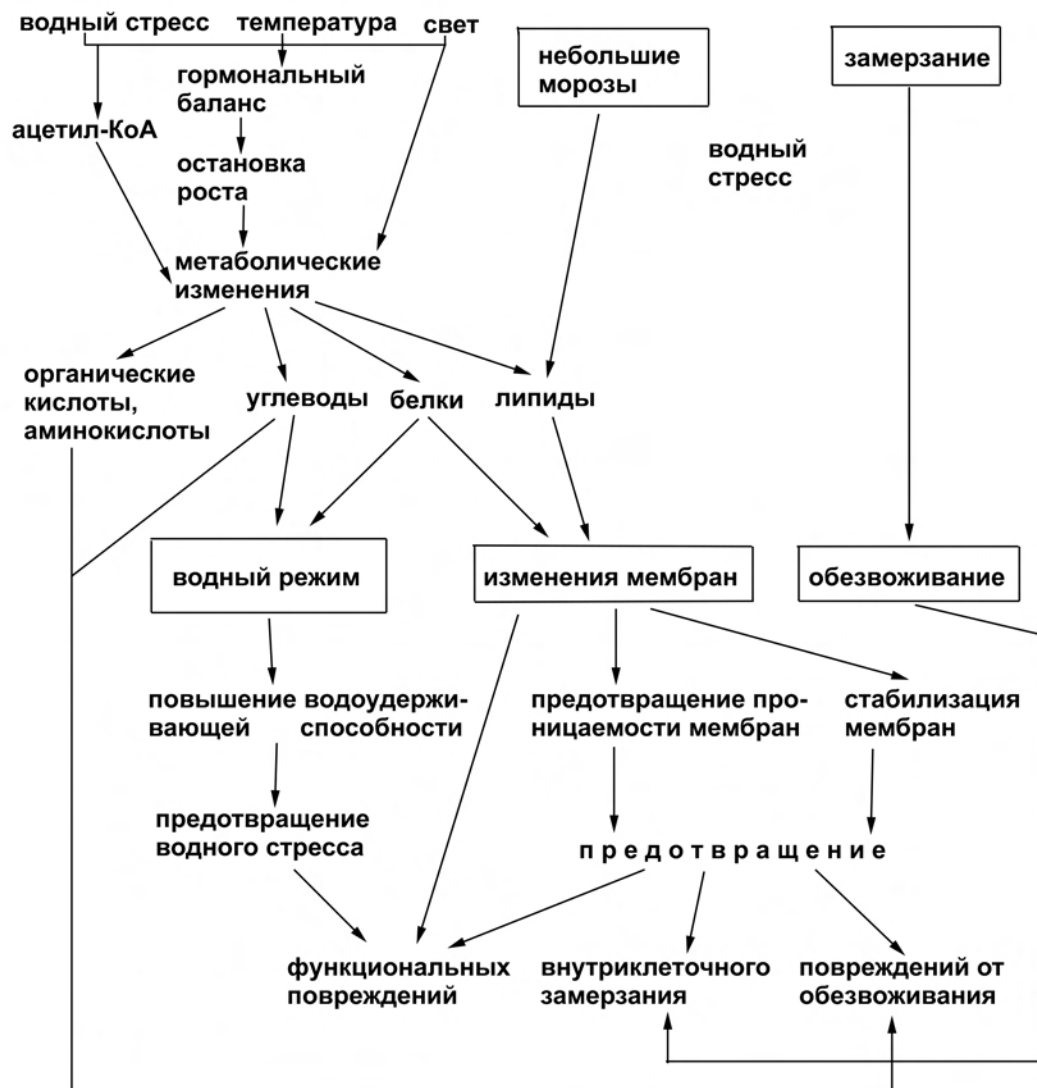 водный стресс температура свет
небольшие
морозы
замерзание
гормональный
баланс
ацетил-КоА
водный
стресс
остановка
роста
метаболические
изменения
органические
кислоты,
аминокислоты
углеводы белки липиды
водный режим
изменения мембран
обезвоживание
повышение водоудержи-
вающей способности
предотвращение про-
ницаемости мембран
стабилизация
мембран
предотвращение
водного стресса
предотвращение
функциональных
повреждений
внутриклеточного
замерзания
повреждений от
обезвоживания